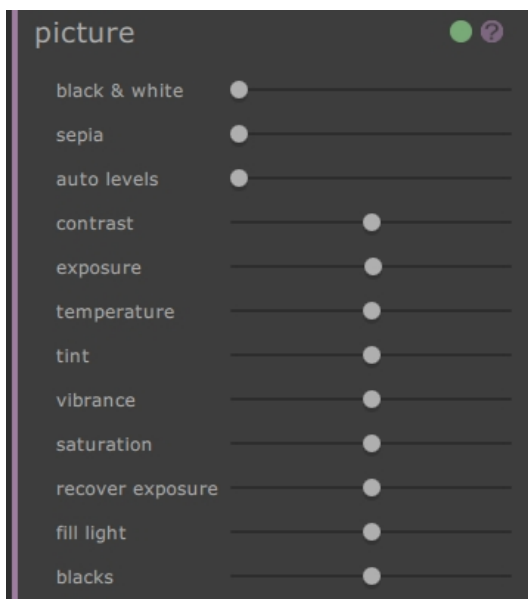 picture
black & white
sepia
auto levels
contrast
exposure
temperature
tint
vibrance
saturation
recover exposure
fill light
blacks